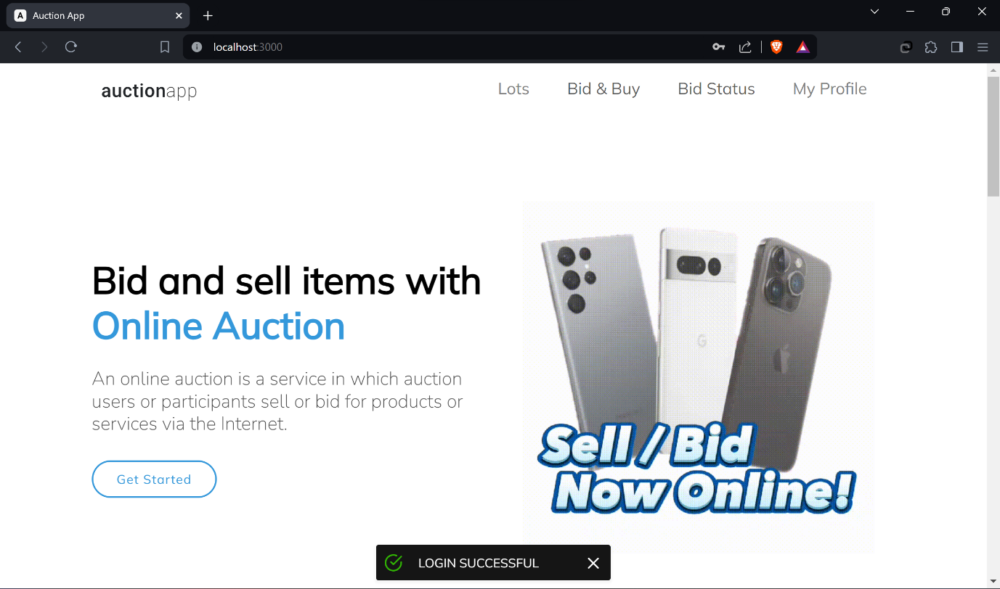 Auction App
localhost:3000
auctionapp
Lots
Bid & Buy
Bid Status
My Profile
Bid and sell items with
Online Auction
An online auction is a service in which auction
users or participants sell or bid for products or
services via the Internet.
Get Started
Sell / Bid
Now Online!
LOGIN SUCCESSFUL